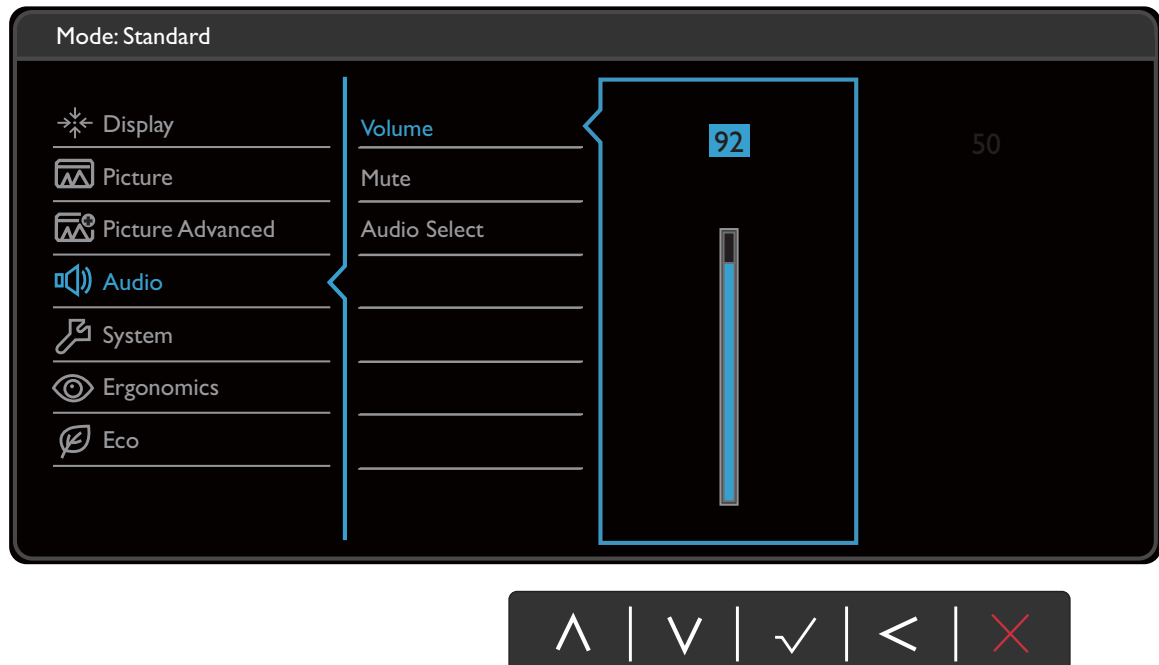 Mode: Standard
Display
Picture
Picture Advanced
Audio
System
Ergonomics
Eco
Volume
Mute
Audio Select
92
50